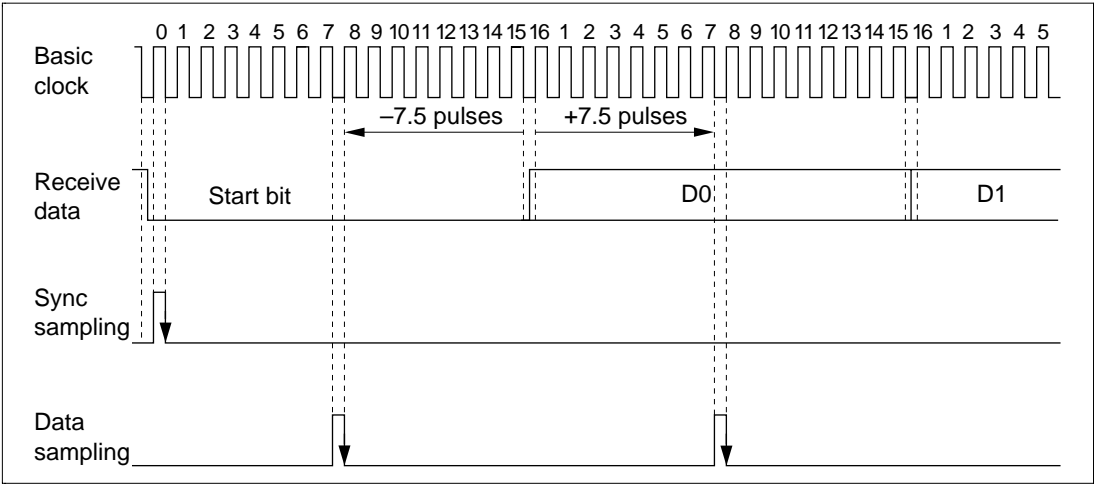 0 1 2 3 4 5 6 7 8 9 10 11 12 13 14 15 16 1 2 3 4 5 6 7 8 9 10 11 12 13 14 15 16 1 2 3 4 5
Basic
clock
–7.5 pulses +7.5 pulses
Receive
data
Start bit D0 D1
Sync
sampling
Data
sampling